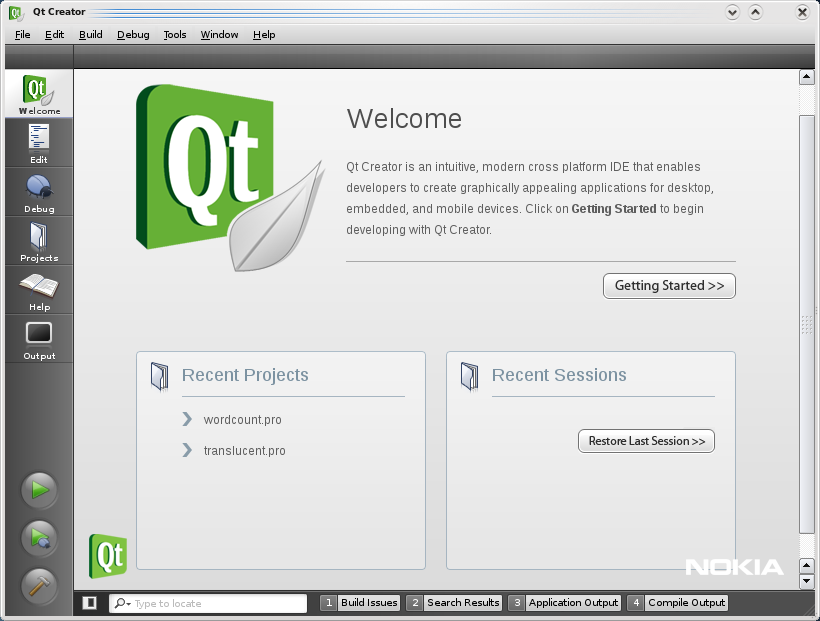 Qt Creator
File Edit Build Debug Tools Window Help
Qt
Welcome
Edit
Debug
Projects
Help
Output
Qt
Welcome
Qt Creator is an intuitive, modern cross platform IDE that enables
developers to create graphically appealing applications for desktop,
embedded, and mobile devices. Click on Getting Started to begin
developing with Qt Creator.
Getting Started >>
Recent Projects
wordcount.pro
translucent.pro
Recent Sessions
Restore Last Session >>
Qt
NOKIA
Type to locate
1 Build Issues 2 Search Results 3 Application Output 4 Compile Output